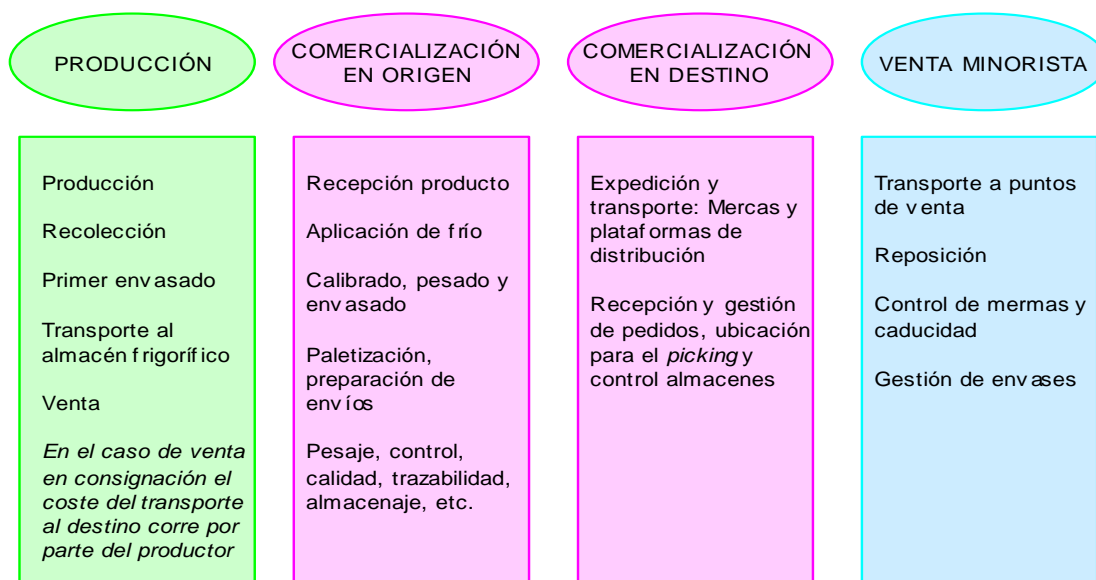 PRODUCCIÓN
COMERCIALIZACIÓN
EN ORIGEN
COMERCIALIZACIÓN
EN DESTINO
VENTA MINORISTA
Producción
Recolección
Primer envasado
Transporte al
almacén frigorífico
Venta
En el caso de venta
en consignación el
coste del transporte
al destino corre por
parte del productor
Recepción producto
Aplicación de frío
Calibrado, pesado y
envasado
Paletización,
preparación de
envíos
Pesaje, control,
calidad, trazabilidad,
almacenaje, etc.
Expedición y
transporte: Mercas y
plataformas de
distribución
Recepción y gestión
de pedidos, ubicación
para el picking y
control almacenes
Transporte a puntos
de venta
Reposición
Control de mermas y
caducidad
Gestión de envases